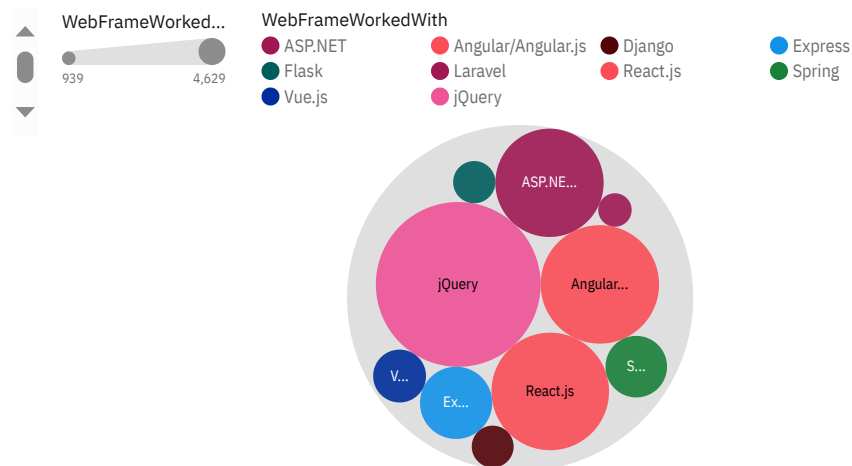 WebFrameWorked...
939 4,629
WebFrameWorkedWith
ASP.NET Angular/Angular.js Django Express
Flask Laravel React.js Spring
Vue.js jQuery
ASP.NE...
jQuery Angular...
S...
V...
React.js
Ex...